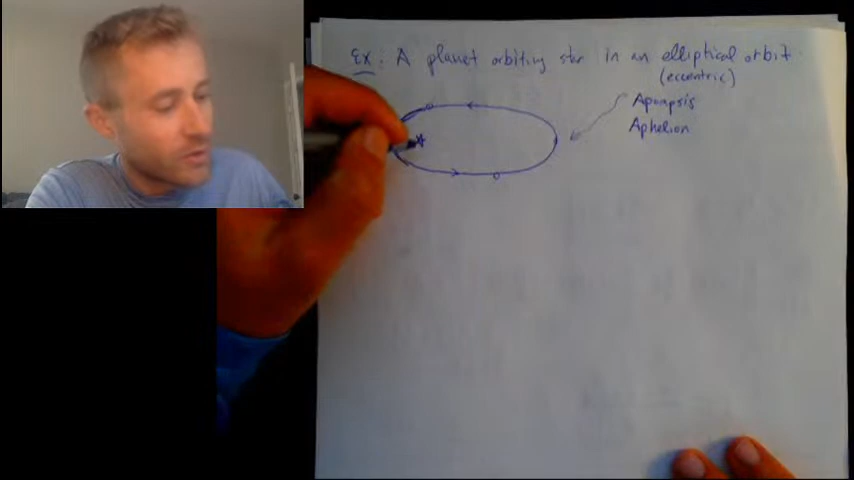 Ex: A planet orbiting star in an elliptical orbit.
(eccentric)
Apoapsis
Aphelion